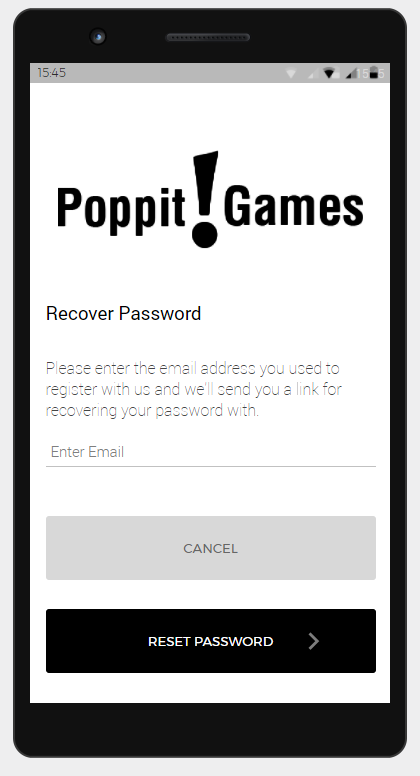 15:45
Poppit!Games
Recover Password
Please enter the email address you used to
register with us and we'll send you a link for
recovering your password with.
Enter Email
CANCEL
RESET PASSWORD